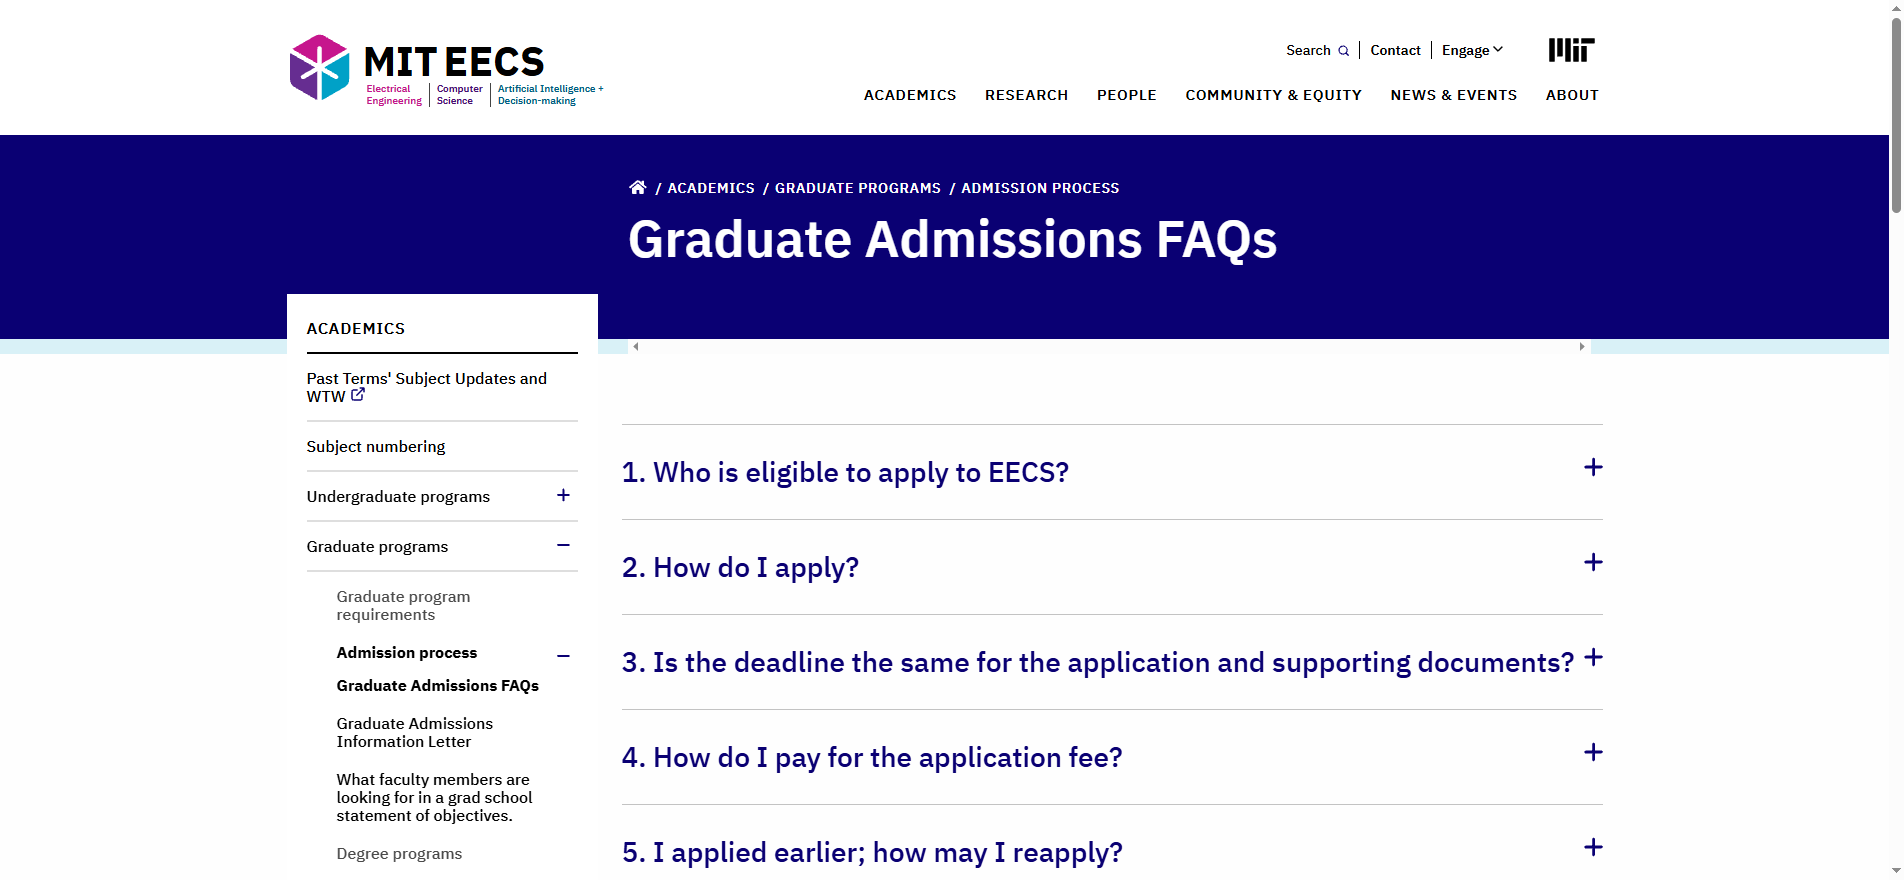 MIT EECS
Electrical Engineering | Computer Science | Artificial Intelligence + Decision-making
Search
Contact
Engage
MIT
ACADEMICS
RESEARCH
PEOPLE
COMMUNITY & EQUITY
NEWS & EVENTS
ABOUT
/ ACADEMICS / GRADUATE PROGRAMS / ADMISSION PROCESS
Graduate Admissions FAQs
ACADEMICS
Past Terms' Subject Updates and
WTW
Subject numbering
Undergraduate programs
Graduate programs
Graduate program
requirements
Admission process
Graduate Admissions FAQs
Graduate Admissions
Information Letter
What faculty members are
looking for in a grad school
statement of objectives.
Degree programs
1. Who is eligible to apply to EECS?
2. How do I apply?
3. Is the deadline the same for the application and supporting documents?
4. How do I pay for the application fee?
5. I applied earlier; how may I reapply?